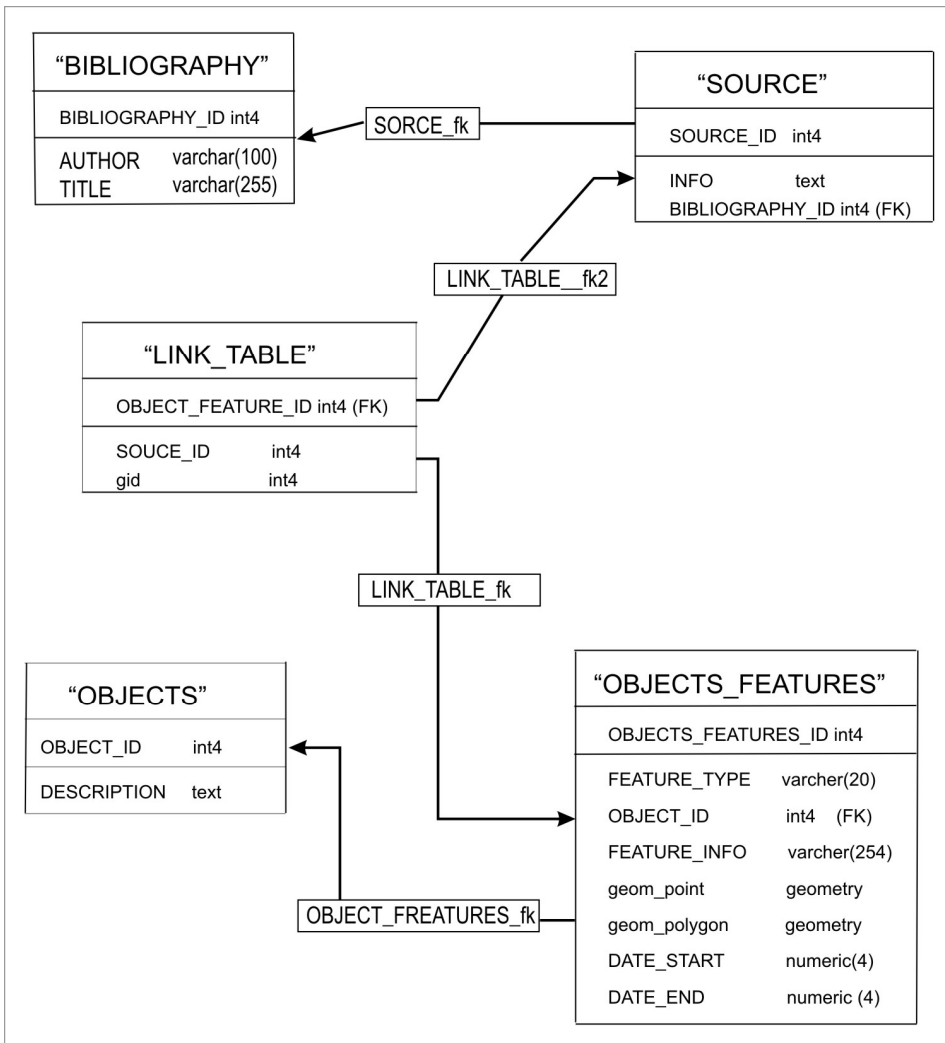 “BIBLIOGRAPHY”
BIBLIOGRAPHY_ID int4
AUTHOR varchar(100)
TITLE varchar(255)
SORCE_fk
“SOURCE”
SOURCE_ID int4
INFO text
BIBLIOGRAPHY_ID int4 (FK)
LINK_TABLE__fk2
“LINK_TABLE”
OBJECT_FEATURE_ID int4 (FK)
SOUCE_ID int4
gid int4
LINK_TABLE_fk
“OBJECTS”
OBJECT_ID int4
DESCRIPTION text
OBJECT_FREATURES_fk
“OBJECTS_FEATURES”
OBJECTS_FEATURES_ID int4
FEATURE_TYPE varcher(20)
OBJECT_ID int4 (FK)
FEATURE_INFO varcher(254)
geom_point geometry
geom_polygon geometry
DATE_START numeric(4)
DATE_END numeric (4)